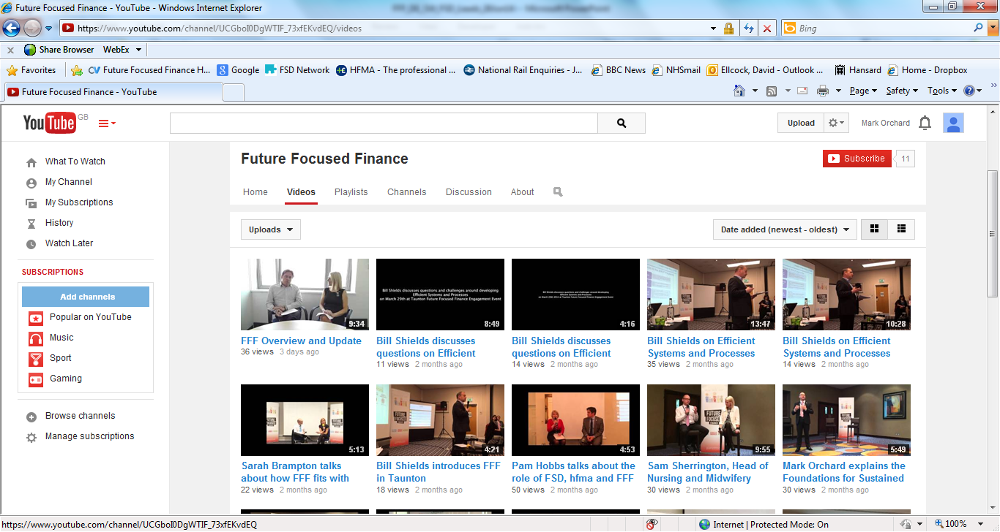 Future Focused Finance - YouTube - Windows Internet Explorer
https://www.youtube.com/channel/UCGboI0DgWTIF_73xfEKvdEQ/videos
Bing
x Share Browser WebEx
Favorites CV Future Focused Finance H... Google FSD Network HFMA - The professional ... National Rail Enquiries - J... BBC News NHSmail Ellcock, David - Outlook ... Hansard Home - Dropbox
Future Focused Finance - YouTube
Page Safety Tools
YouTube GB
Upload
Mark Orchard
What To Watch
My Channel
My Subscriptions
History
Watch Later
SUBSCRIPTIONS
Add channels
Popular on YouTube
Music
Sport
Gaming
Browse channels
Manage subscriptions
Future Focused Finance
Subscribe 11
Home Videos Playlists Channels Discussion About
Uploads
Date added (newest - oldest)
9:34
FFF Overview and Update
36 views 3 days ago
Bill Shields discusses questions and challenges around developing
Efficient Systems and Processes
on March 29th at Taunton Future Focused Finance Engagement Event
8:49
Bill Shields discusses
questions on Efficient
11 views 2 months ago
Bill Shields discusses questions and challenges around developing
Efficient Systems and Processes
on March 29th 2014 at Taunton Future Focused Finance Engagement Event
4:16
Bill Shields discusses
questions on Efficient
14 views 2 months ago
13:47
Bill Shields on Efficient
Systems and Processes
35 views 2 months ago
10:28
Bill Shields on Efficient
Systems and Processes
14 views 2 months ago
5:13
Sarah Brampton talks
about how FFF fits with
22 views 2 months ago
4:21
Bill Shields introduces FFF
in Taunton
18 views 2 months ago
4:53
Pam Hobbs talks about the
role of FSD, hfma and FFF
50 views 2 months ago
FUTURE
FOCUSED
FINANCE
9:55
Sam Sherrington, Head of
Nursing and Midwifery
30 views 2 months ago
5:49
Mark Orchard explains the
Foundations for Sustained
30 views 2 months ago
https://www.youtube.com/channel/UCGboI0DgWTIF_73xfEKvdEQ
Internet | Protected Mode: On
100%